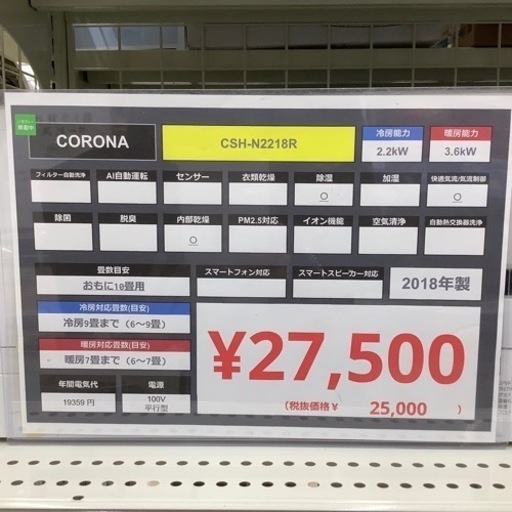 稼働中
CORONA
CSH-N2218R
冷房能力
2.2kW
暖房能力
3.6kW
フィルター自動洗浄
AI自動運転
センサー
衣類乾燥
除湿
○
加湿
快適気流/気流制御
○
除菌
脱臭
内部乾燥
○
PM2.5対応
イオン機能
空気清浄
自動熱交換器洗浄
畳数目安
おもに10畳用
スマートフォン対応
スマートスピーカー対応
2018年製
冷房対応畳数(目安)
冷房9畳まで（6～9畳）
暖房対応畳数(目安)
暖房7畳まで（6～7畳）
年間電気代
19359 円
電源
100V
平行型
¥27,500
（税抜価格¥ 25,000 ）